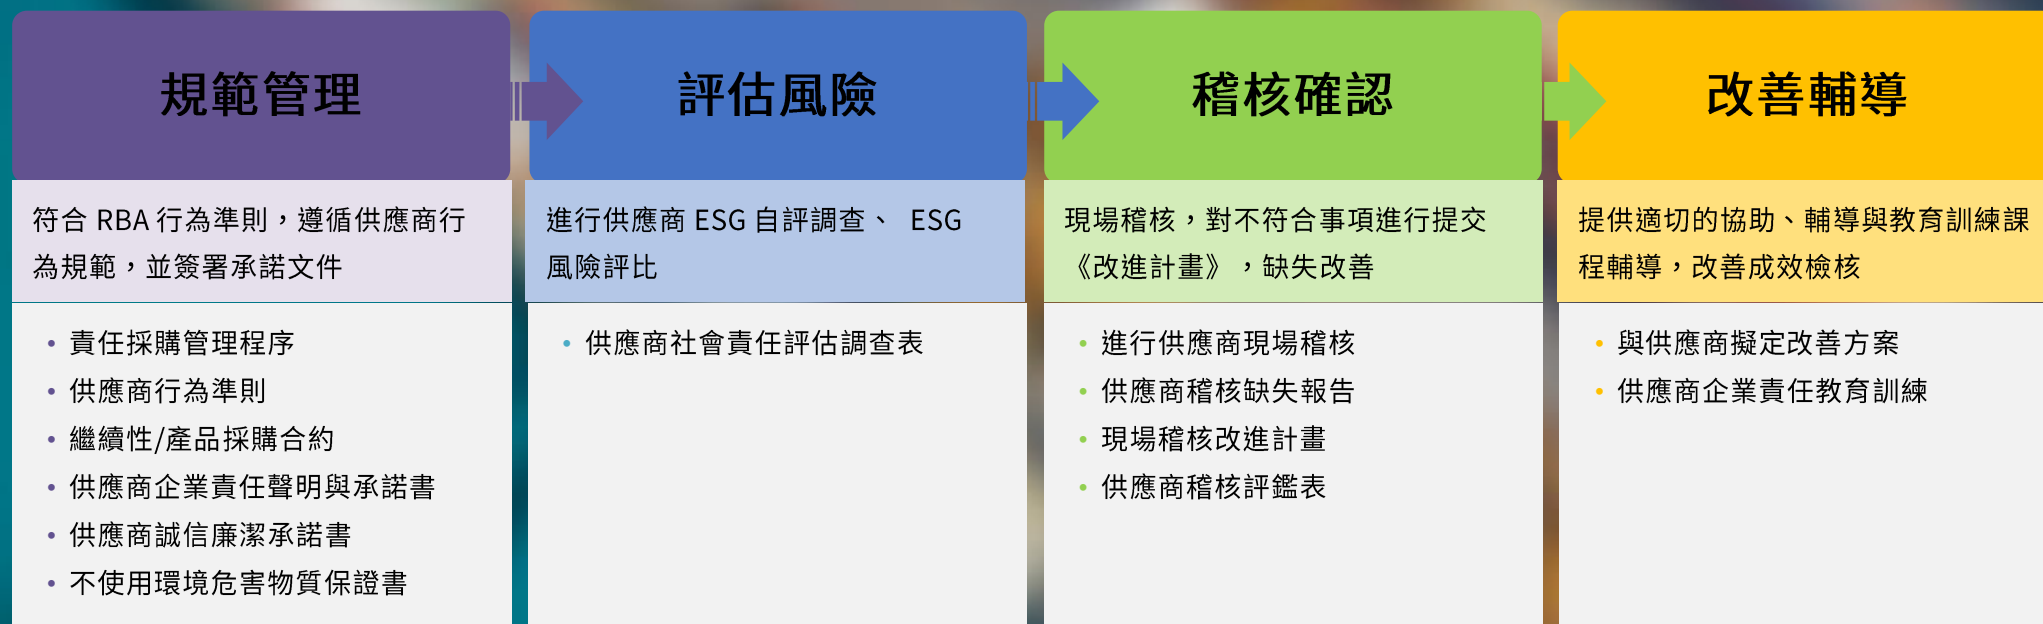 規範管理
符合 RBA 行為準則，遵循供應商行
為規範，並簽署承諾文件
• 責任採購管理程序
• 供應商行為準則
• 繼續性/產品採購合約
• 供應商企業責任聲明與承諾書
• 供應商誠信廉潔承諾書
• 不使用環境危害物質保證書
評估風險
進行供應商 ESG 自評調查、 ESG
風險評比
• 供應商社會責任評估調查表
稽核確認
現場稽核，對不符合事項進行提交
《改進計畫》，缺失改善
• 進行供應商現場稽核
• 供應商稽核缺失報告
• 現場稽核改進計畫
• 供應商稽核評鑑表
改善輔導
提供適切的協助、輔導與教育訓練課
程輔導，改善成效檢核
• 與供應商擬定改善方案
• 供應商企業責任教育訓練